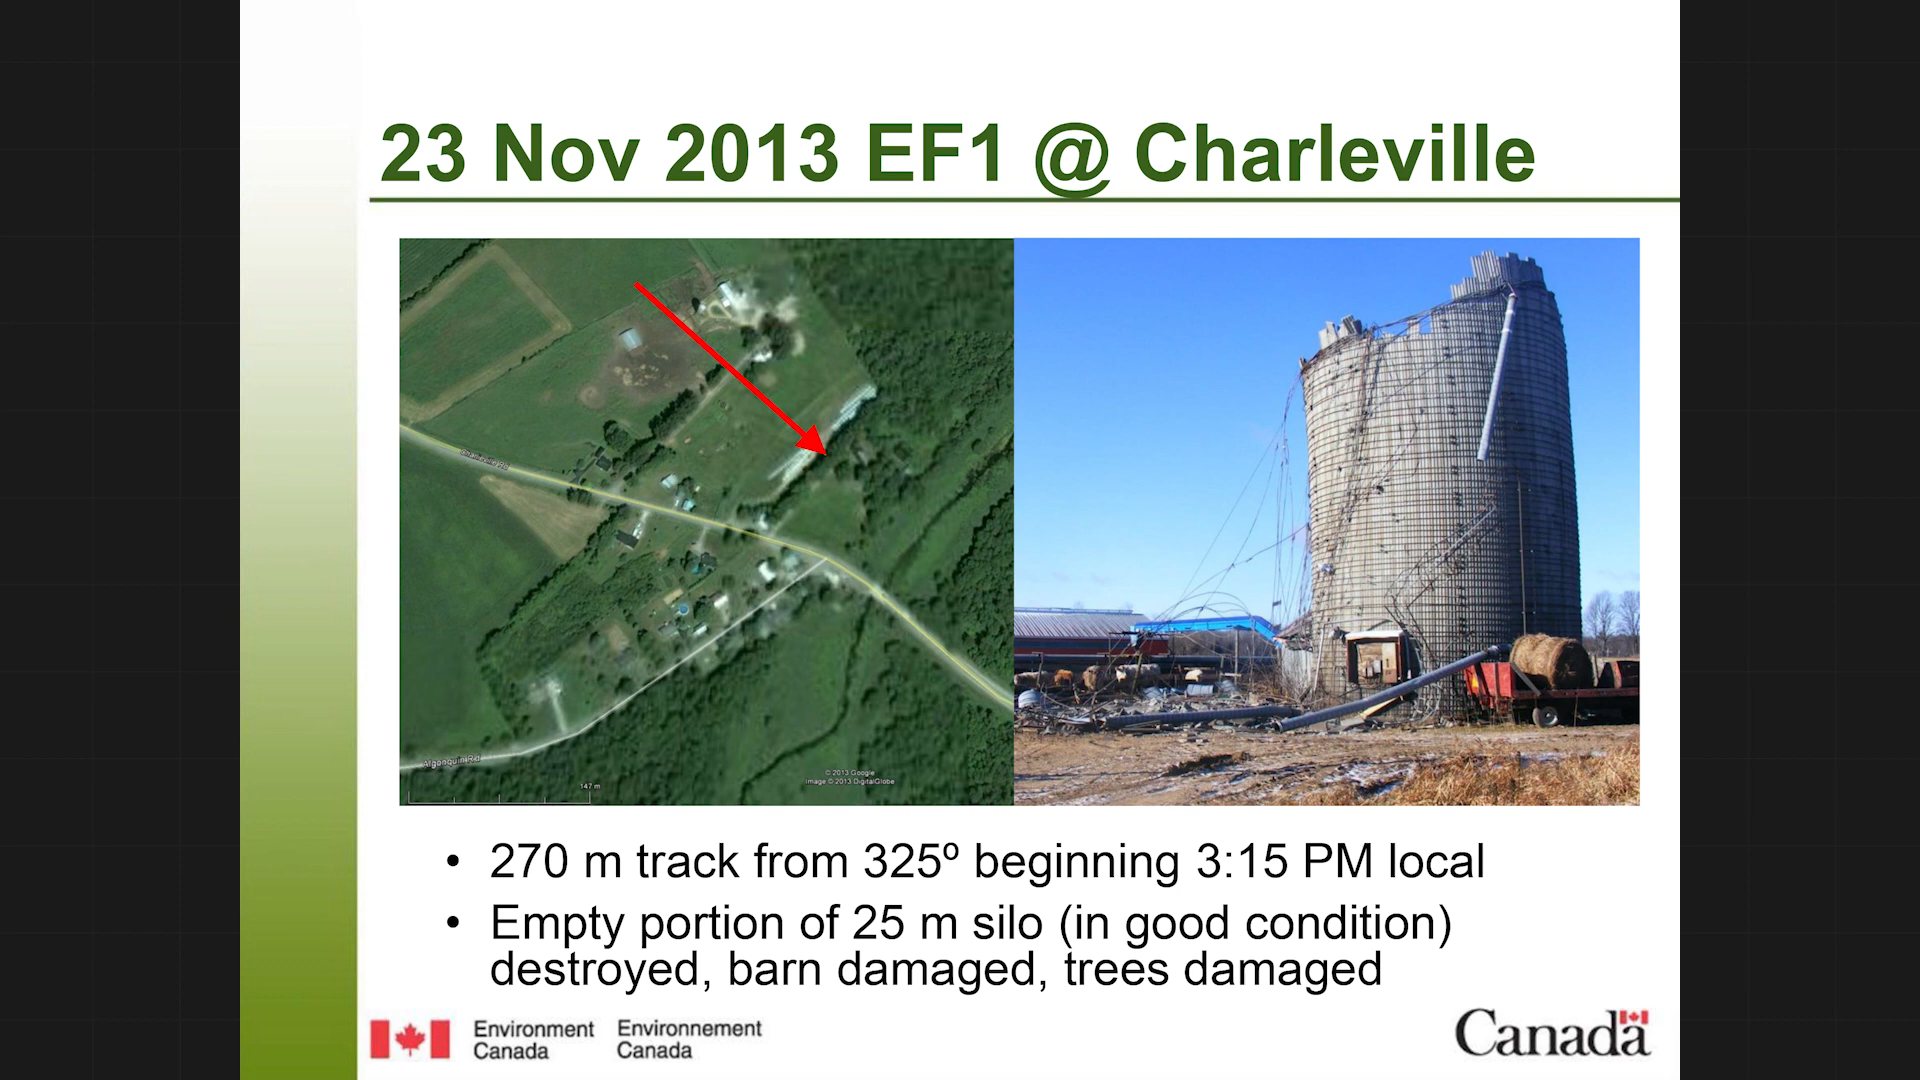 23 Nov 2013 EF1 @ Charleville
Charleville Rd
Algonquin Rd
147 m
© 2013 Google
Image © 2013 DigitalGlobe
• 270 m track from 325º beginning 3:15 PM local
• Empty portion of 25 m silo (in good condition)
destroyed, barn damaged, trees damaged
Environment Canada
Environnement Canada
Canada